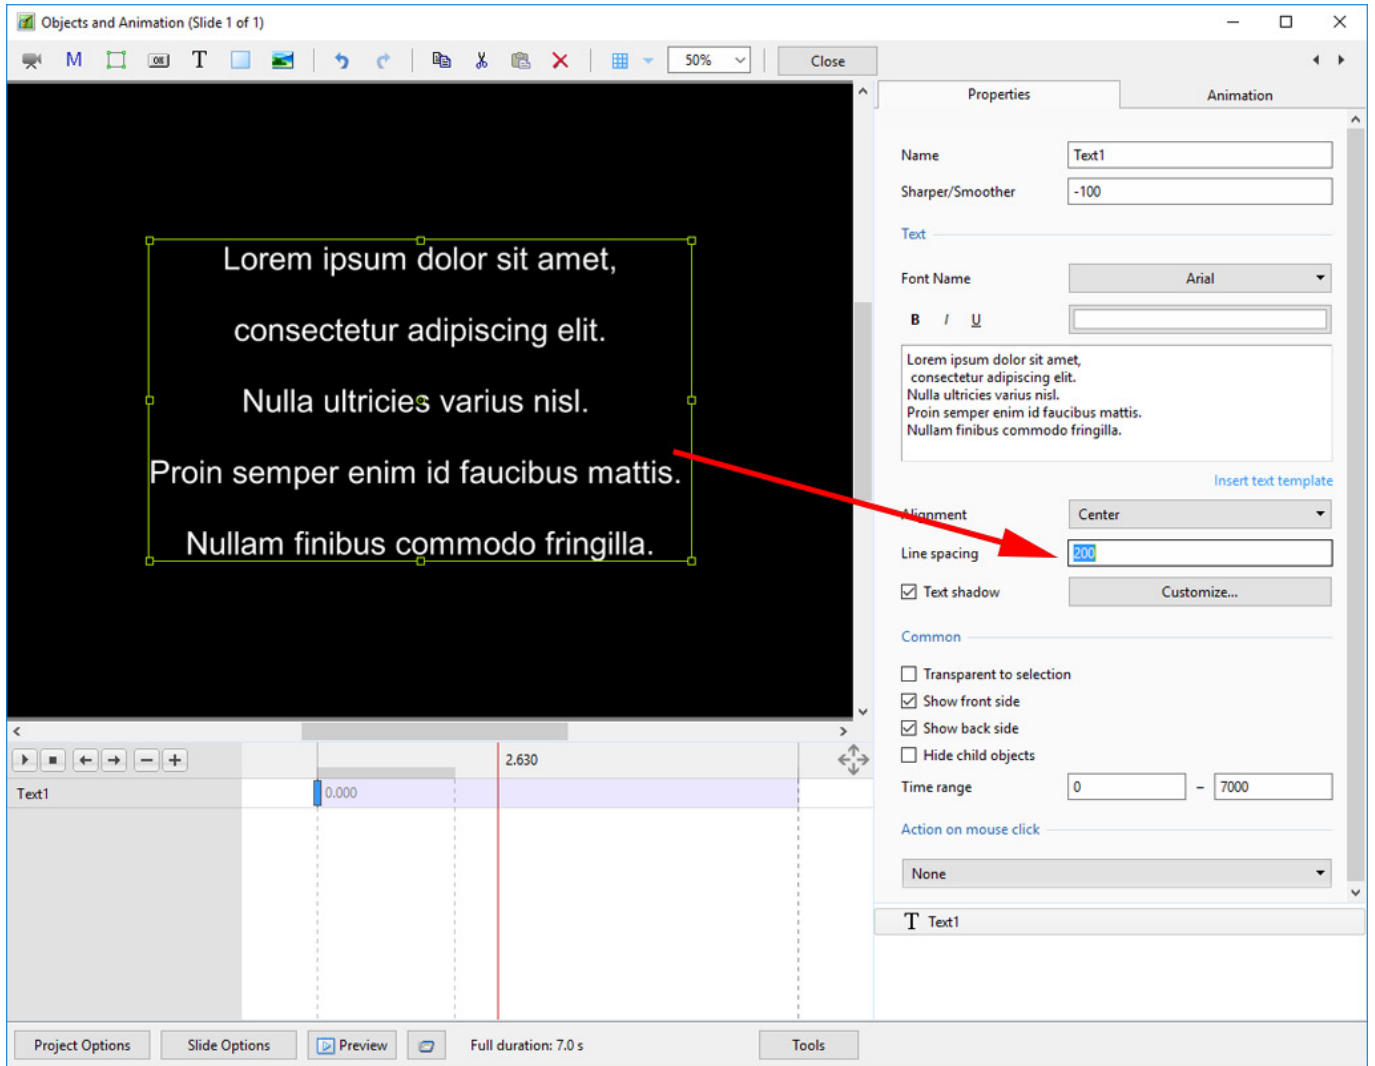 Objects and Animation (Slide 1 of 1)
M OK T 50% Close
Properties Animation
Name Text1
Sharper/Smoother -100
Text
Font Name Arial
B I U
Lorem ipsum dolor sit amet,
consectetur adipiscing elit.
Nulla ultricies varius nisl.
Proin semper enim id faucibus mattis.
Nullam finibus commodo fringilla.
Insert text template
Alignment Center
Line spacing 200
Text shadow Customize...
Common
Transparent to selection
Show front side
Show back side
Hide child objects
Time range 0 – 7000
Action on mouse click
None
T Text1
Lorem ipsum dolor sit amet,
consectetur adipiscing elit.
Nulla ultricies varius nisl.
Proin semper enim id faucibus mattis.
Nullam finibus commodo fringilla.
2.630
Text1 0.000
Project Options Slide Options Preview Full duration: 7.0 s Tools